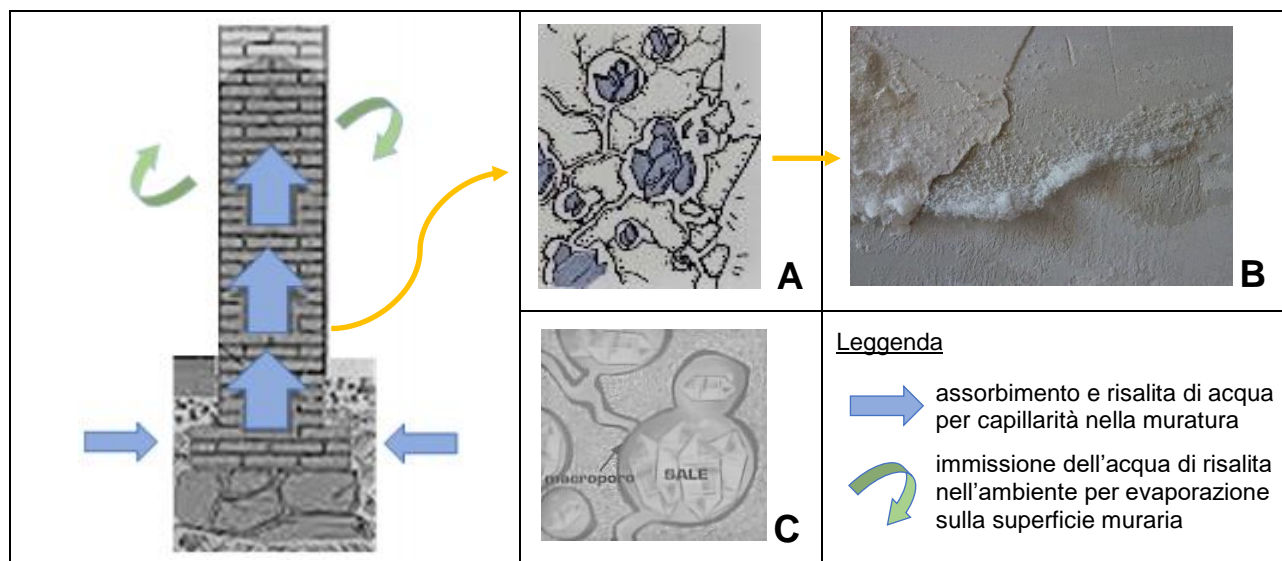 A
B
macroporo
SALE
C
Leggenda
assorbimento e risalita di acqua
per capillarità nella muratura
immissione dell'acqua di risalita
nell'ambiente per evaporazione
sulla superficie muraria